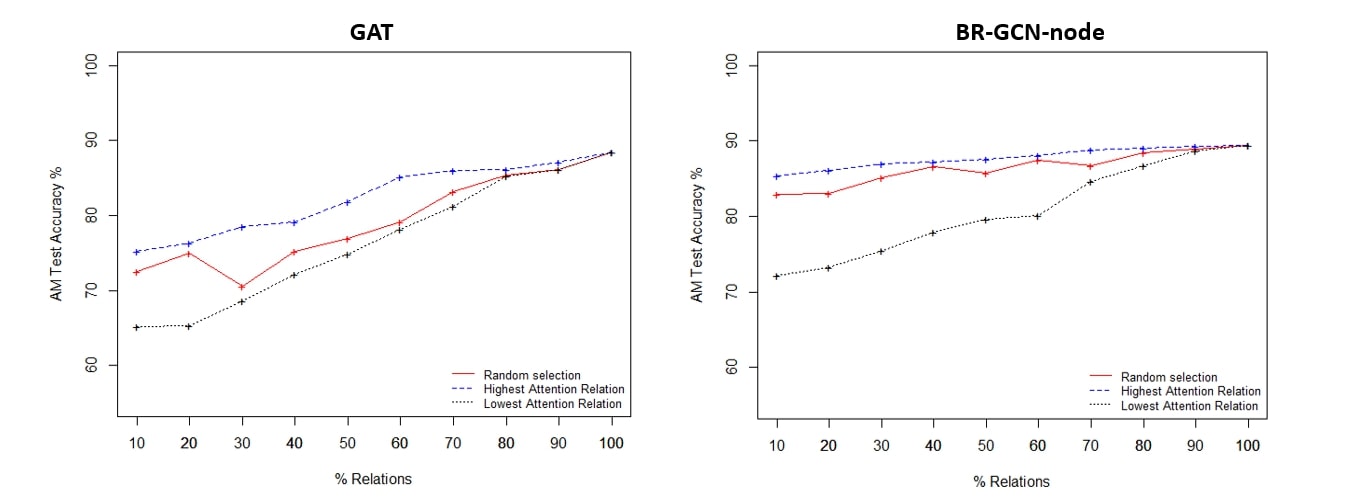 GAT
AM Test Accuracy %
100
90
80
70
60
Random selection
Highest Attention Relation
Lowest Attention Relation
10 20 30 40 50 60 70 80 90 100
% Relations
BR-GCN-node
AM Test Accuracy %
100
90
80
70
60
Random selection
Highest Attention Relation
Lowest Attention Relation
10 20 30 40 50 60 70 80 90 100
% Relations